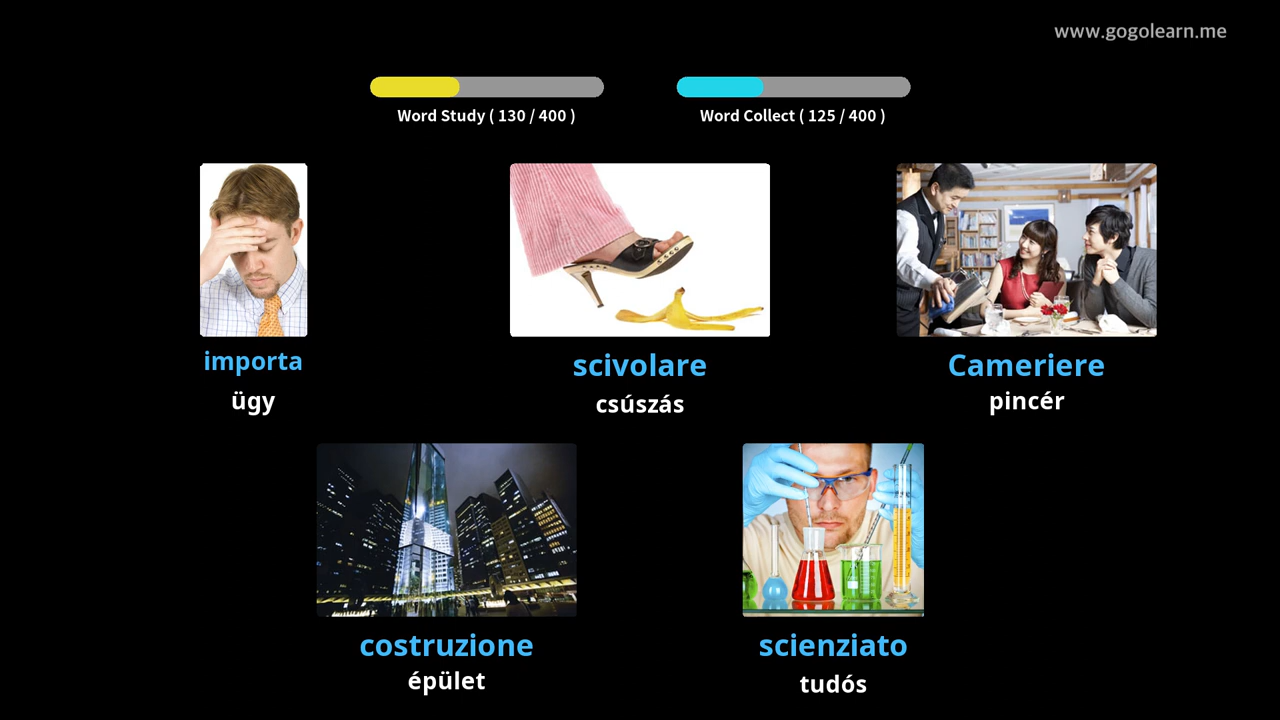 www.gogolearn.me
Word Study ( 130 / 400 )
Word Collect ( 125 / 400 )
importa
ügy
scivolare
csúszás
Cameriere
pincér
costruzione
épület
scienziato
tudós